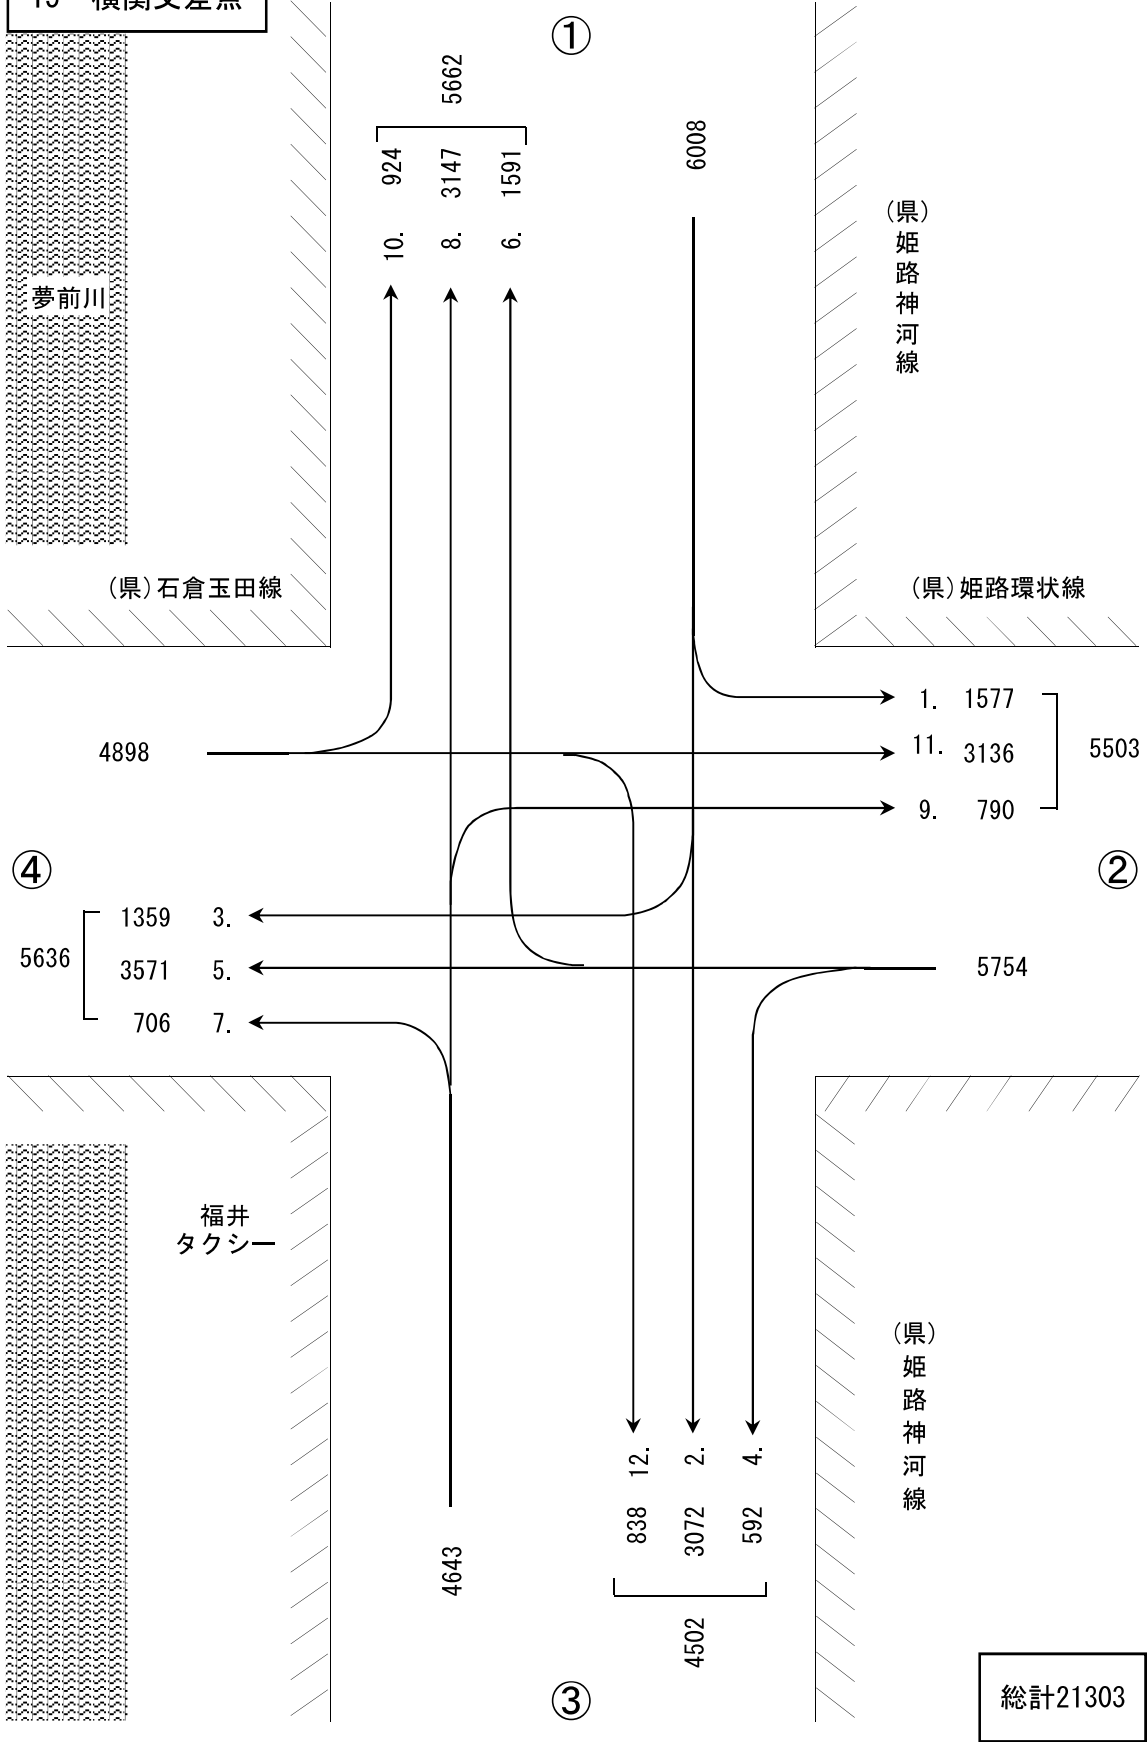 ①
5662
924
3147
1591
6008
10.
8.
6.
(県)
姫
路
神
河
線
夢前川
(県)石倉玉田線
(県)姫路環状線
1. 1577
11. 3136
9. 790
5503
4898
④
②
1359 3.
3571 5.
706 7.
5636
5754
福井
タクシー
(県)
姫
路
神
河
線
12.
2.
4.
838
3072
592
4643
4502
③
総計21303